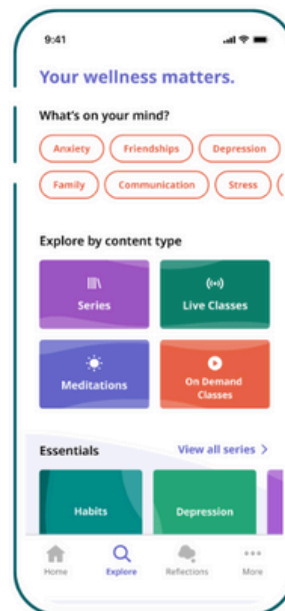 9:41
Your wellness matters.
What's on your mind?
Anxiety Friendships Depression
Family Communication Stress
Explore by content type
Series Live Classes
Meditations On Demand
Classes
Essentials View all series >
Habits Depression
Home Explore Reflections More